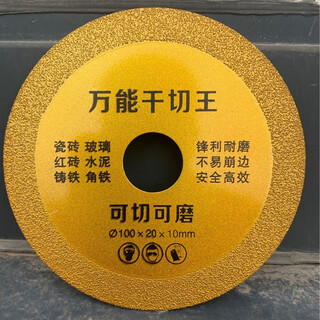 万能干切王
瓷砖 玻璃
红砖 水泥
铸铁 角铁
锋利耐磨
不易崩边
安全高效
可切可磨
Ø100×20×10mm